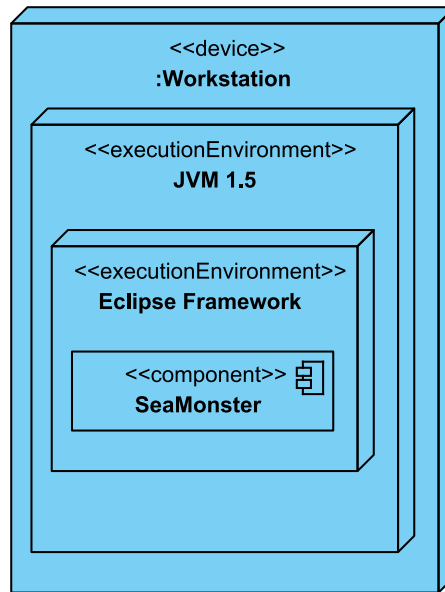 <<device>>
:Workstation
<<executionEnvironment>>
JVM 1.5
<<executionEnvironment>>
Eclipse Framework
<<component>>
SeaMonster